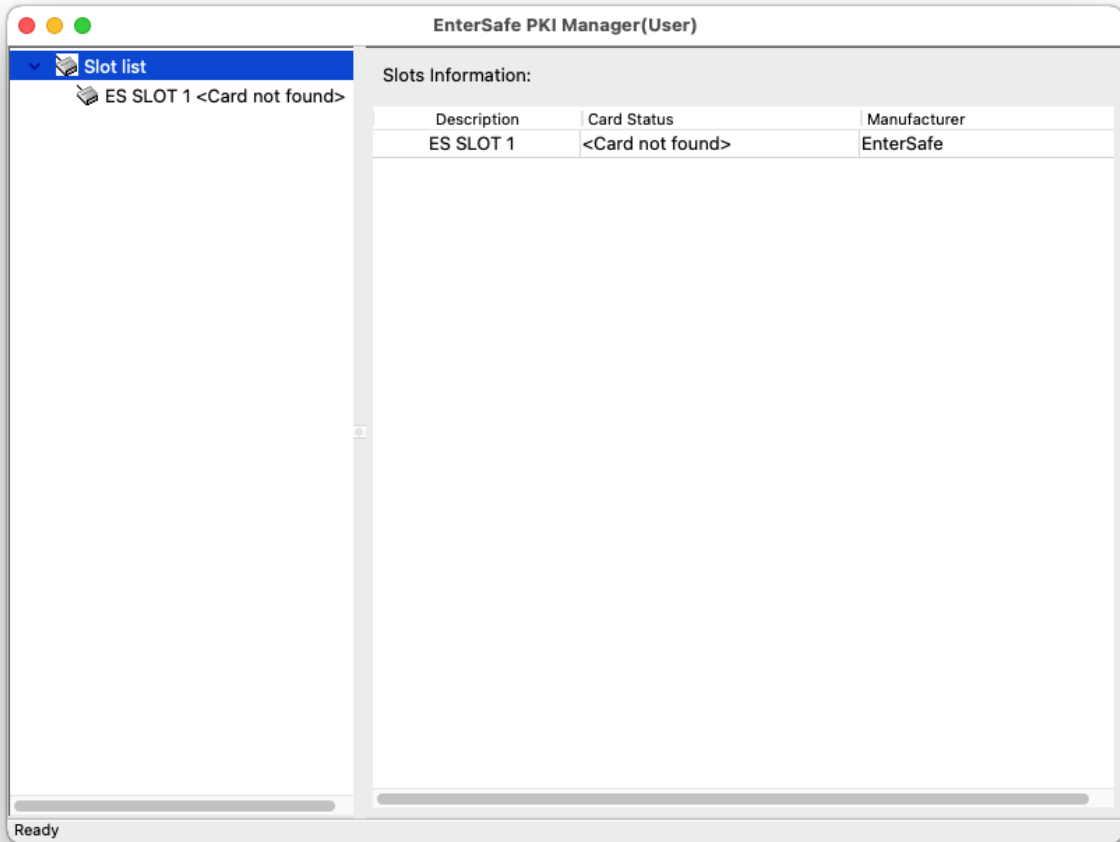 EnterSafe PKI Manager(User)
Slot list
ES SLOT 1 <Card not found>
Slots Information:
Description Card Status Manufacturer
ES SLOT 1 <Card not found> EnterSafe
Ready